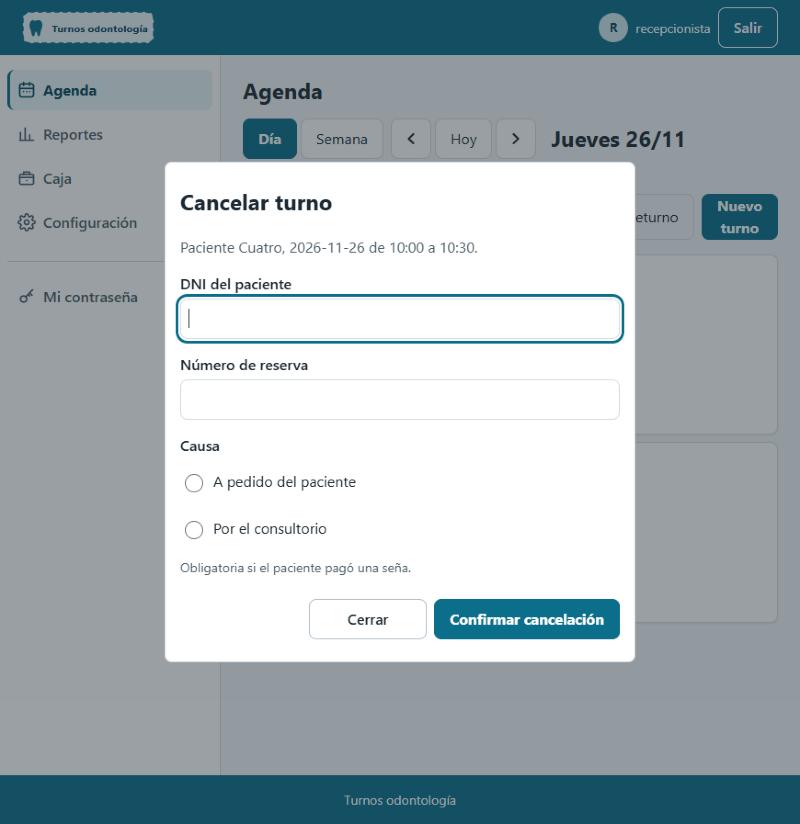 Turnos odontología
R
recepcionista
Salir
Agenda
Reportes
Caja
Configuración
Mi contraseña
Agenda
Día
Semana
Hoy
Jueves 26/11
Nuevo
turno
Cancelar turno
Paciente Cuatro, 2026-11-26 de 10:00 a 10:30.
DNI del paciente
Número de reserva
Causa
A pedido del paciente
Por el consultorio
Obligatoria si el paciente pagó una seña.
Cerrar
Confirmar cancelación
Turnos odontología